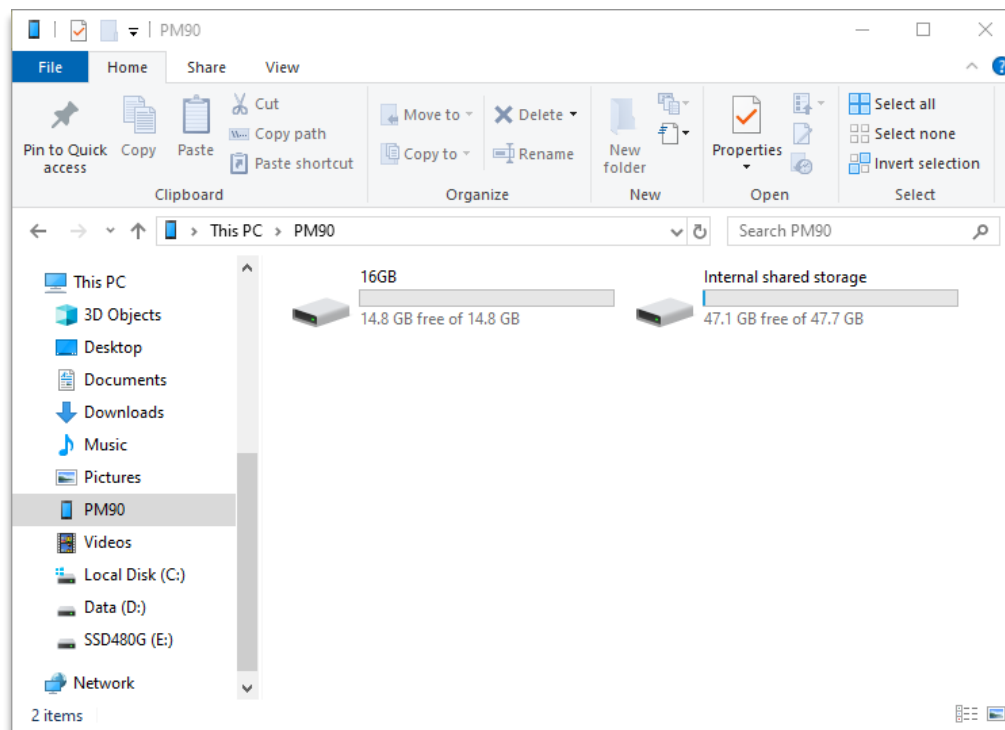 PM90
File Home Share View
Pin to Quick access
Copy
Paste
Cut
Copy path
Paste shortcut
Clipboard
Move to
Copy to
Delete
Rename
Organize
New folder
New
Properties
Open
Select all
Select none
Invert selection
Select
This PC PM90
Search PM90
This PC
3D Objects
Desktop
Documents
Downloads
Music
Pictures
PM90
Videos
Local Disk (C:)
Data (D:)
SSD480G (E:)
Network
16GB
14.8 GB free of 14.8 GB
Internal shared storage
47.1 GB free of 47.7 GB
2 items